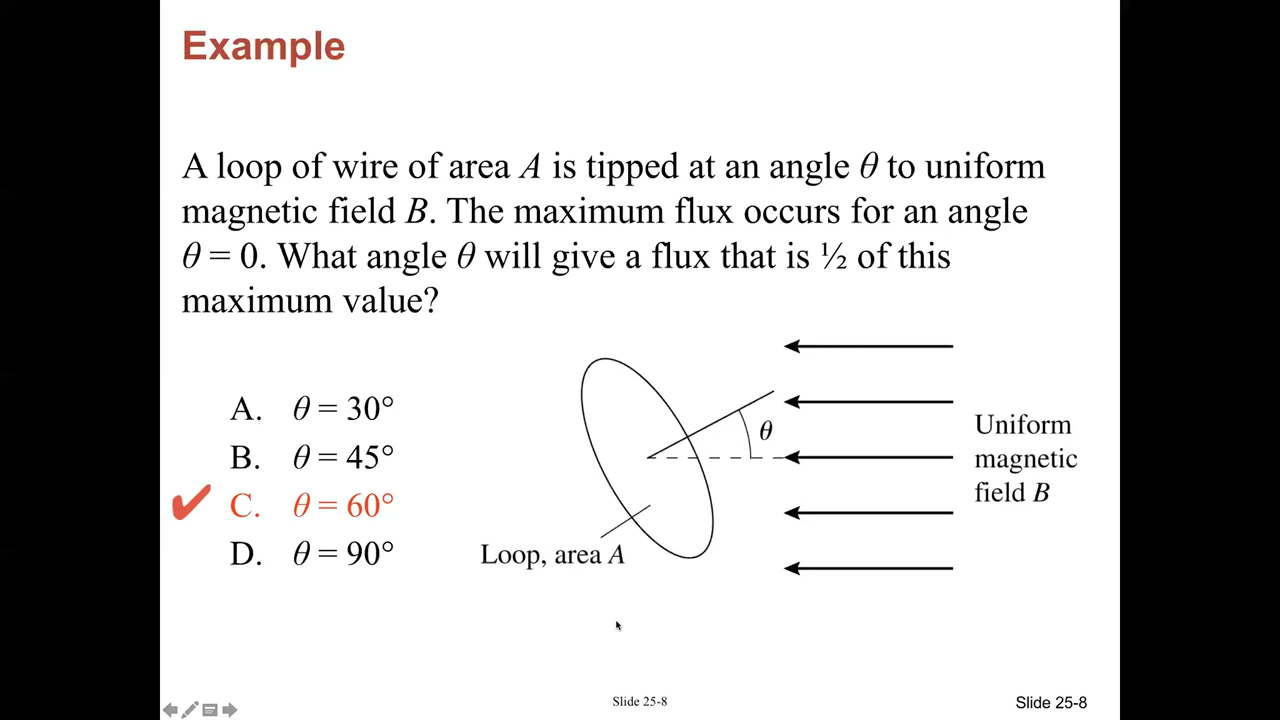 Example
A loop of wire of area A is tipped at an angle θ to uniform
magnetic field B. The maximum flux occurs for an angle
θ = 0. What angle θ will give a flux that is ½ of this
maximum value?
A. θ = 30°
B. θ = 45°
C. θ = 60°
D. θ = 90°
θ
Loop, area A
Uniform
magnetic
field B
Slide 25-8
Slide 25-8